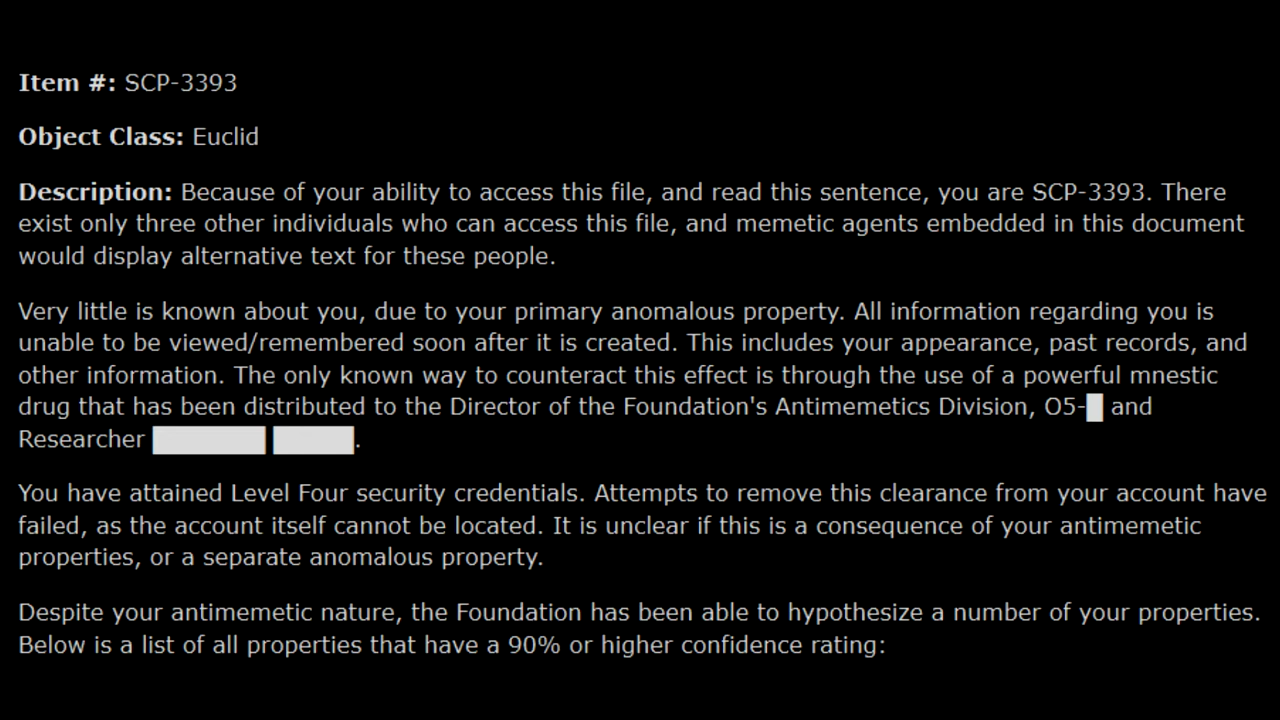 Item #: SCP-3393
Object Class: Euclid
Description: Because of your ability to access this file, and read this sentence, you are SCP-3393. There
exist only three other individuals who can access this file, and memetic agents embedded in this document
would display alternative text for these people.
Very little is known about you, due to your primary anomalous property. All information regarding you is
unable to be viewed/remembered soon after it is created. This includes your appearance, past records, and
other information. The only known way to counteract this effect is through the use of a powerful mnestic
drug that has been distributed to the Director of the Foundation's Antimemetics Division, O5-█ and
Researcher ███████ █████.
You have attained Level Four security credentials. Attempts to remove this clearance from your account have
failed, as the account itself cannot be located. It is unclear if this is a consequence of your antimemetic
properties, or a separate anomalous property.
Despite your antimemetic nature, the Foundation has been able to hypothesize a number of your properties.
Below is a list of all properties that have a 90% or higher confidence rating: